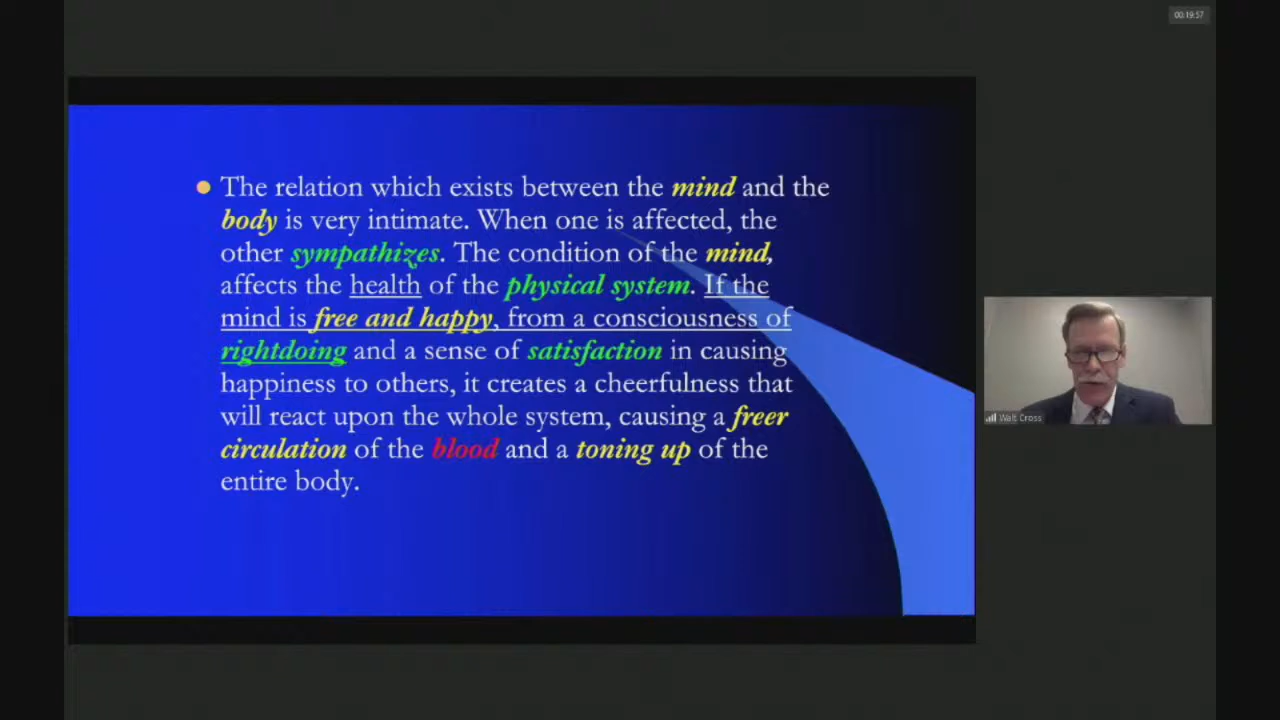 00:19:57
The relation which exists between the mind and the
body is very intimate. When one is affected, the
other sympathizes. The condition of the mind,
affects the health of the physical system. If the
mind is free and happy, from a consciousness of
rightdoing and a sense of satisfaction in causing
happiness to others, it creates a cheerfulness that
will react upon the whole system, causing a freer
circulation of the blood and a toning up of the
entire body.
Walt Cross